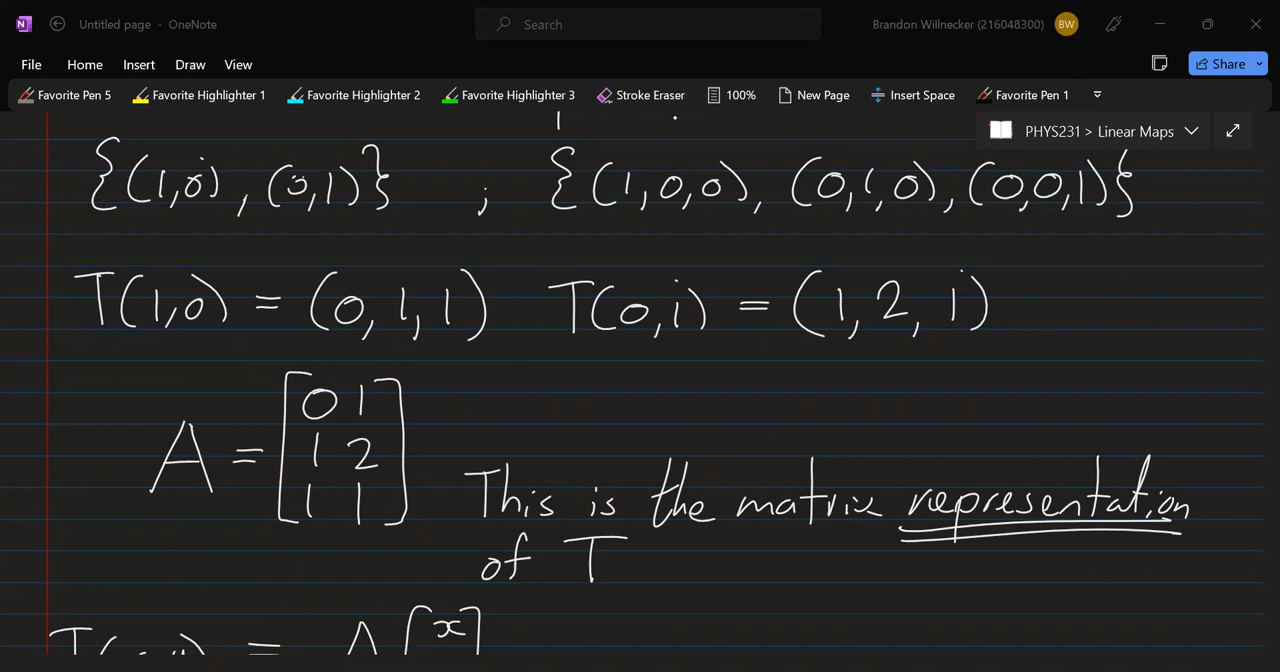 Untitled page - OneNote
Search
Brandon Willnecker (216048300) BW
File Home Insert Draw View
Share
Favorite Pen 5 Favorite Highlighter 1 Favorite Highlighter 2 Favorite Highlighter 3 Stroke Eraser 100% New Page Insert Space Favorite Pen 1
PHYS231 > Linear Maps
{(1,0), (0,1)} ; {(1,0,0), (0,1,0), (0,0,1)}
T(1,0) = (0,1,1) T(0,1) = (1,2,1)
A = [0 1
1 2
1 1]
This is the matrix representation
of T